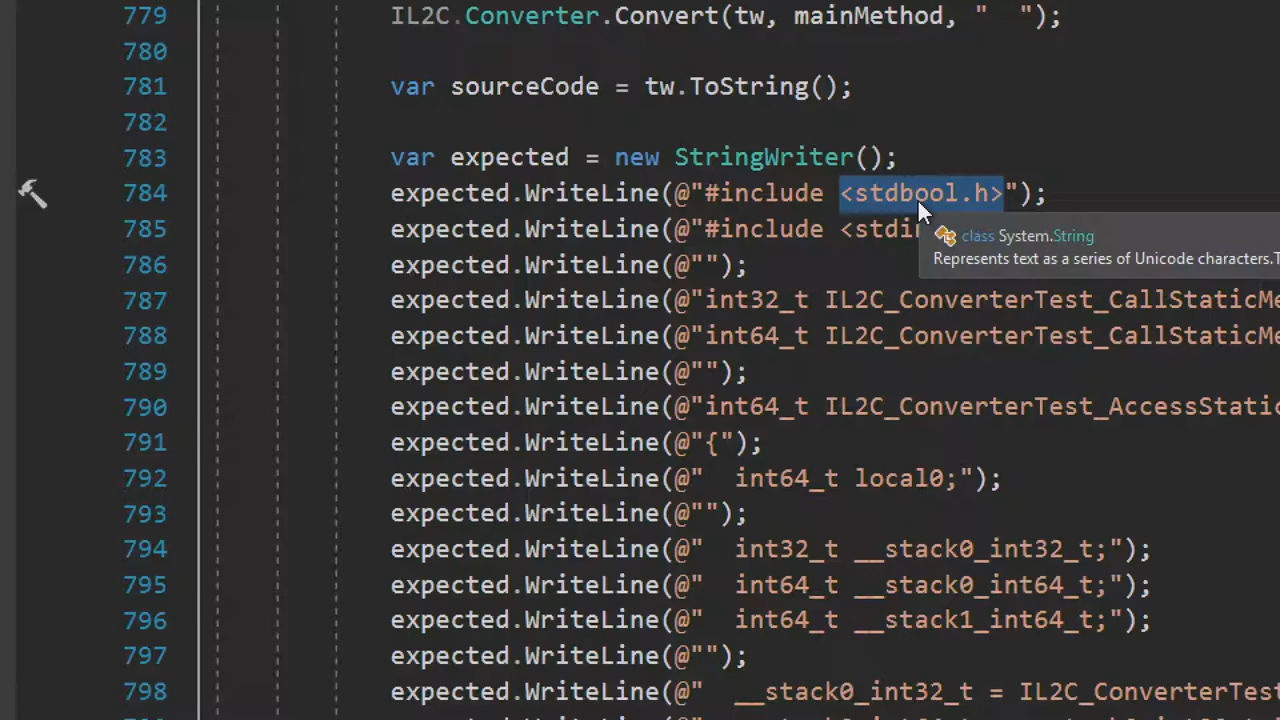 779 IL2C.Converter.Convert(tw, mainMethod, "  ");
780
781 var sourceCode = tw.ToString();
782
783 var expected = new StringWriter();
784 expected.WriteLine(@"#include <stdbool.h>");
785 expected.WriteLine(@"#include <stdi
class System.String
Represents text as a series of Unicode characters.T
786 expected.WriteLine(@"");
787 expected.WriteLine(@"int32_t IL2C_ConverterTest_CallStaticMe
788 expected.WriteLine(@"int64_t IL2C_ConverterTest_CallStaticMe
789 expected.WriteLine(@"");
790 expected.WriteLine(@"int64_t IL2C_ConverterTest_AccessStatic
791 expected.WriteLine(@"{");
792 expected.WriteLine(@"  int64_t local0;");
793 expected.WriteLine(@"");
794 expected.WriteLine(@"  int32_t __stack0_int32_t;");
795 expected.WriteLine(@"  int64_t __stack0_int64_t;");
796 expected.WriteLine(@"  int64_t __stack1_int64_t;");
797 expected.WriteLine(@"");
798 expected.WriteLine(@"  __stack0_int32_t = IL2C_ConverterTest